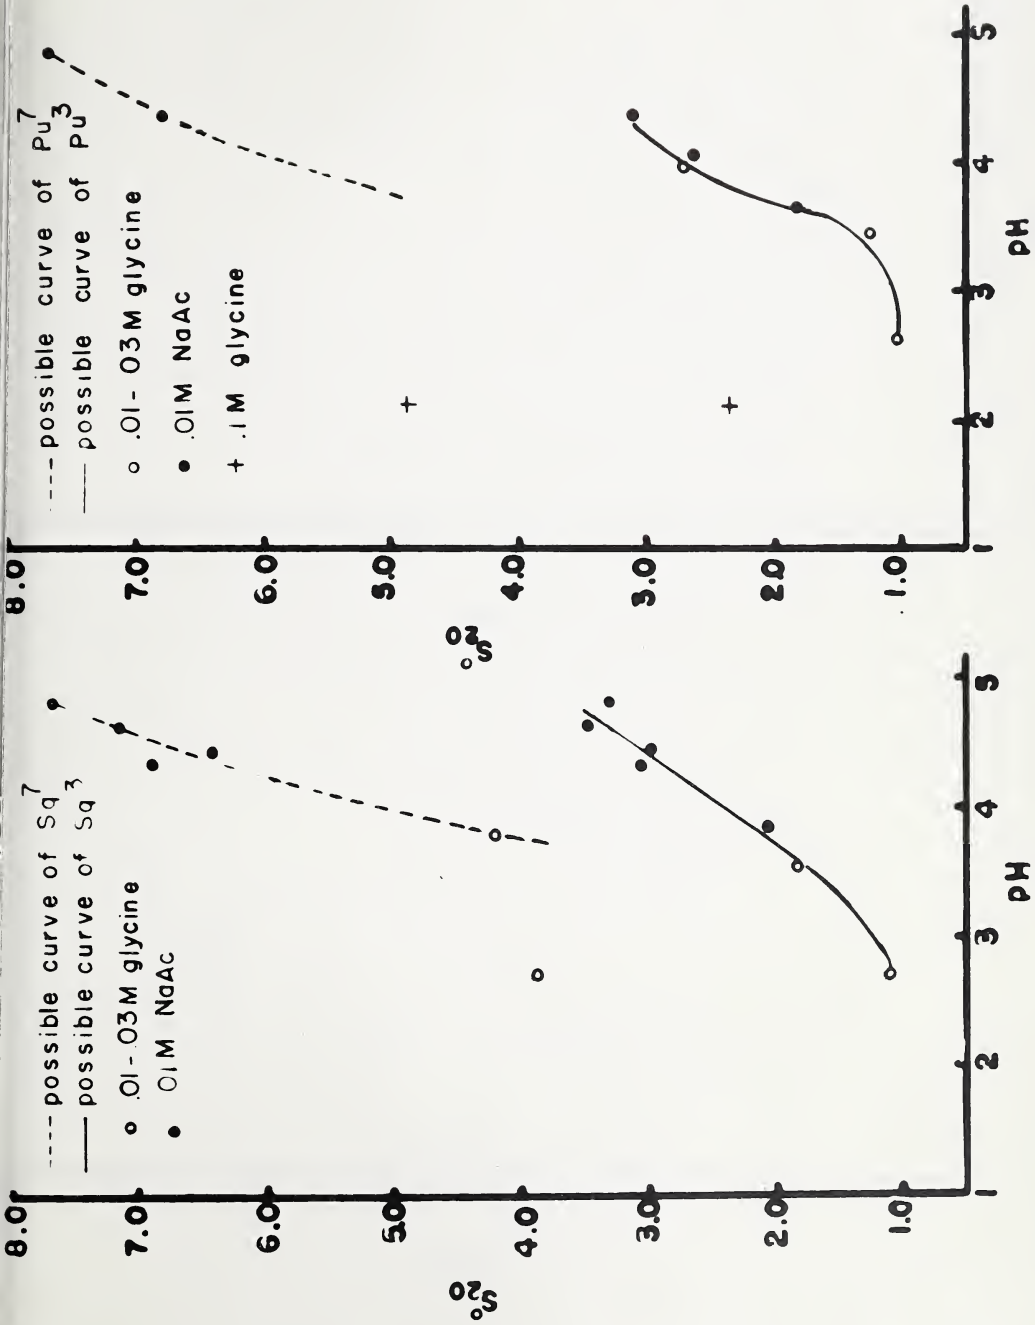 8.0
7.0
6.0
5.0
4.0
3.0
2.0
1.0
S°20
---- possible curve of Sq7
—— possible curve of Sq3
o .01-.03M glycine
● 01M NaAc
1 2 3 4 5
pH
8.0
7.0
6.0
5.0
4.0
3.0
2.0
1.0
S°20
---- possible curve of Pu7
—— possible curve of Pu3
o .01-03M glycine
● .01M NaAc
+ .1M glycine
1 2 3 4 5
pH